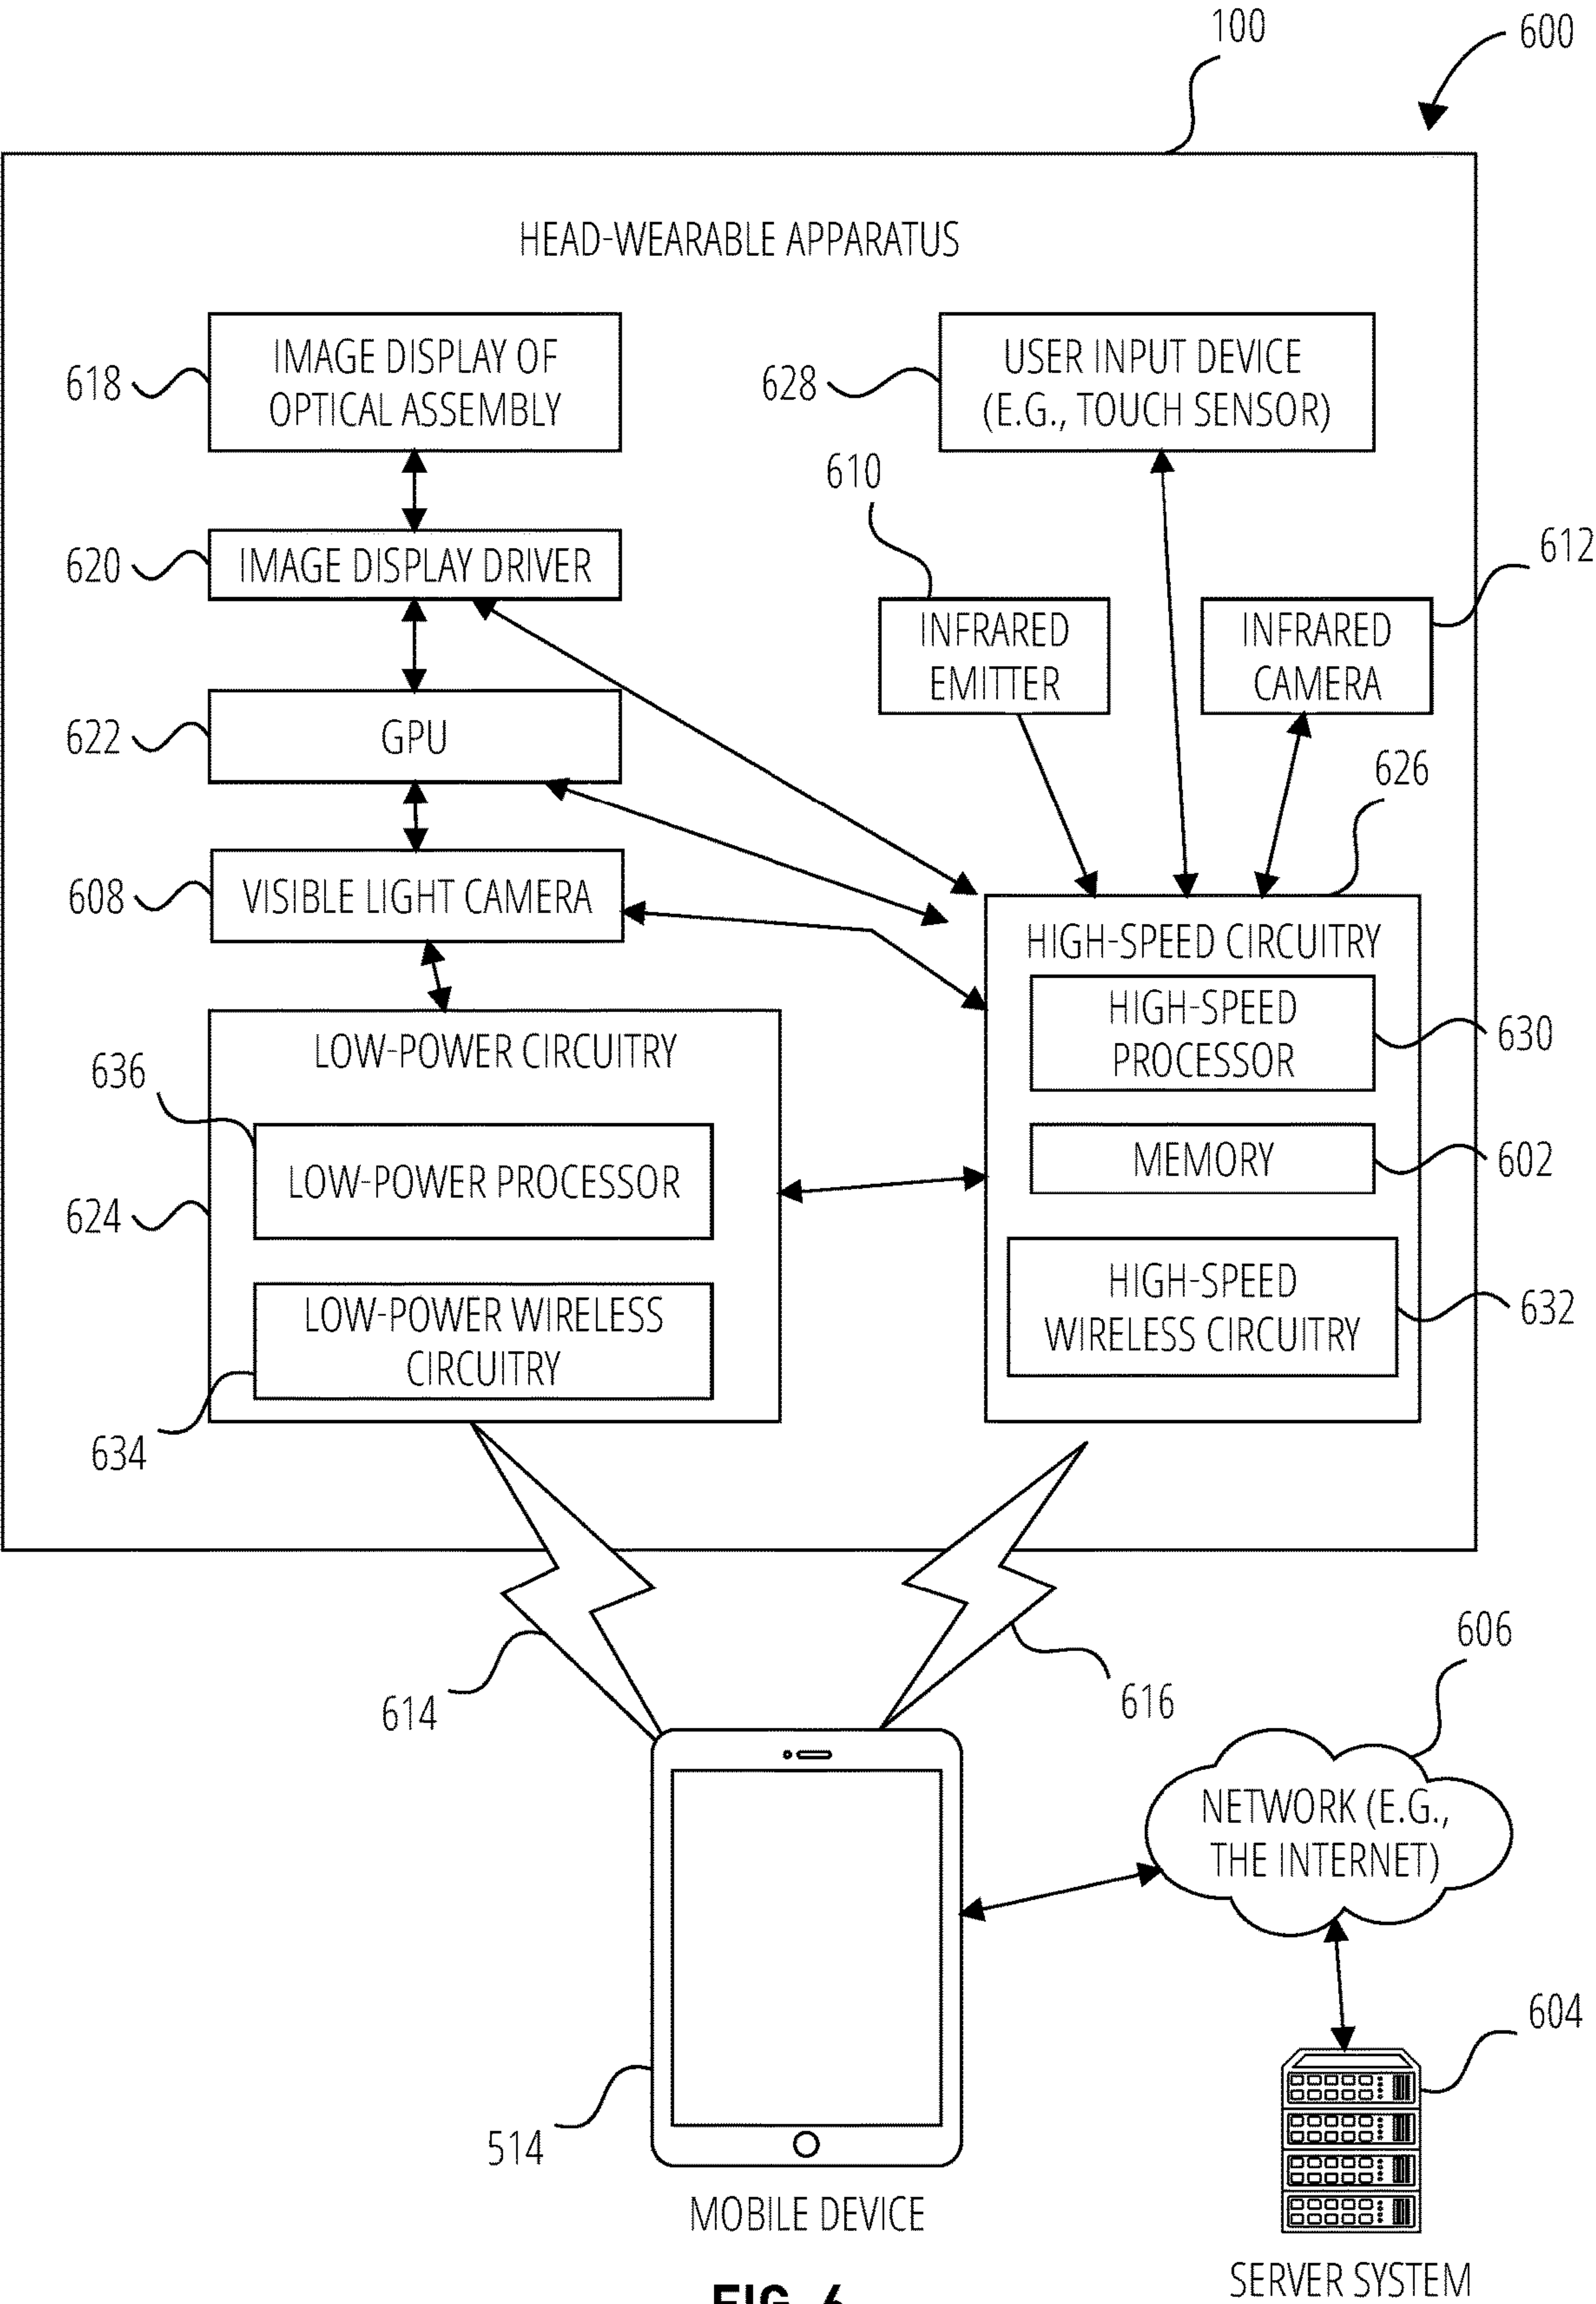 100
600
HEAD-WEARABLE APPARATUS
618
IMAGE DISPLAY OF
OPTICAL ASSEMBLY
628
USER INPUT DEVICE
(E.G., TOUCH SENSOR)
610
612
620
IMAGE DISPLAY DRIVER
INFRARED
EMITTER
INFRARED
CAMERA
622
GPU
626
608
VISIBLE LIGHT CAMERA
HIGH-SPEED CIRCUITRY
HIGH-SPEED
PROCESSOR
630
LOW-POWER CIRCUITRY
636
LOW-POWER PROCESSOR
624
MEMORY
602
LOW-POWER WIRELESS
CIRCUITRY
634
HIGH-SPEED
WIRELESS CIRCUITRY
632
614
616
606
NETWORK (E.G.,
THE INTERNET)
604
514
MOBILE DEVICE
SERVER SYSTEM
FIG. 6